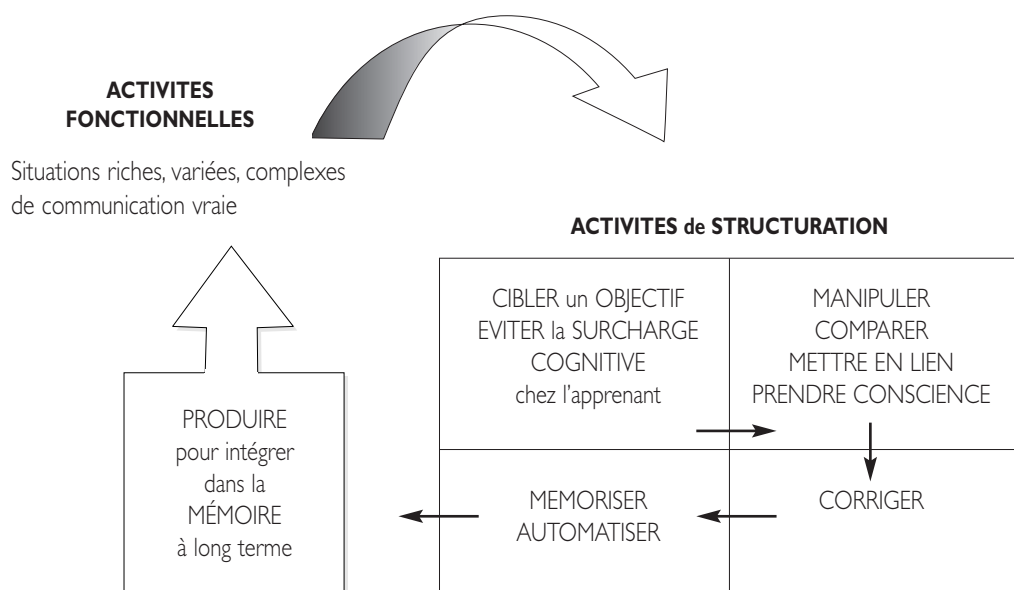 ACTIVITES
FONCTIONNELLES
Situations riches, variées, complexes
de communication vraie
ACTIVITES de STRUCTURATION
CIBLER un OBJECTIF
EVITER la SURCHARGE
COGNITIVE
chez l'apprenant
MANIPULER
COMPARER
METTRE EN LIEN
PRENDRE CONSCIENCE
CORRIGER
MEMORISER
AUTOMATISER
PRODUIRE
pour intégrer
dans la
MÉMOIRE
à long terme